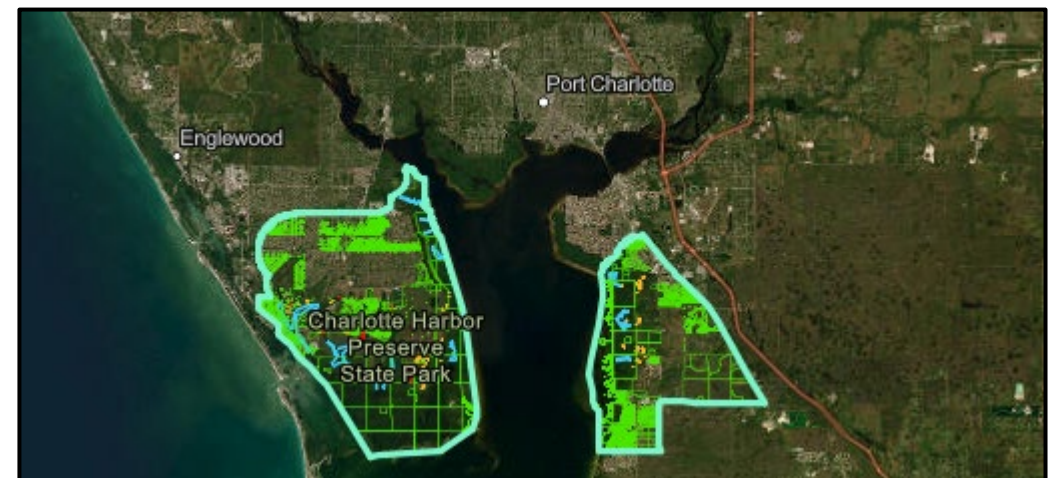 Port Charlotte
Englewood
Charlotte Harbor
Preserve
State Park